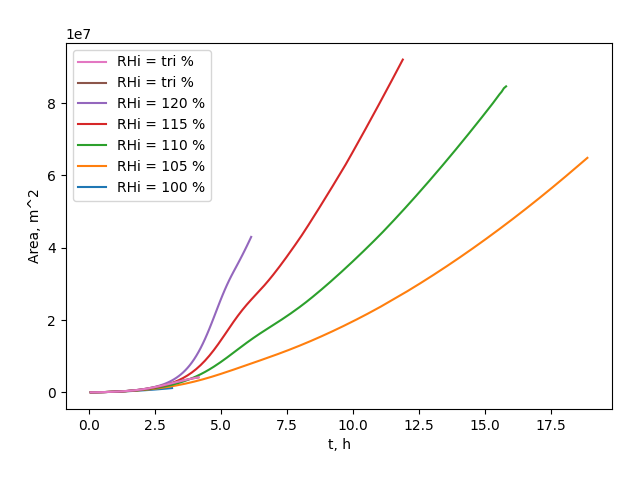 1e7
RHi = tri %
RHi = tri %
RHi = 120 %
RHi = 115 %
RHi = 110 %
RHi = 105 %
RHi = 100 %
8
6
4
2
0
Area, m^2
0.0 2.5 5.0 7.5 10.0 12.5 15.0 17.5
t, h